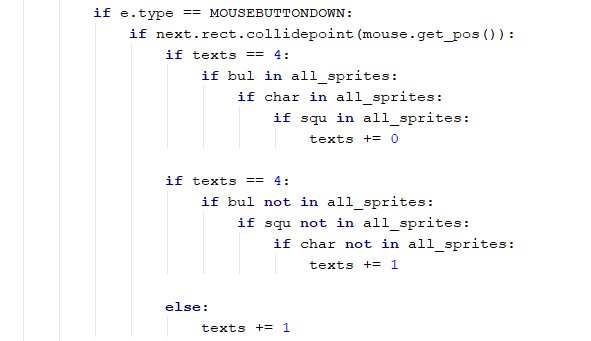 if e.type == MOUSEBUTTONDOWN:
if next.rect.collidepoint(mouse.get_pos()):
if texts == 4:
if bul in all_sprites:
if char in all_sprites:
if squ in all_sprites:
texts += 0
if texts == 4:
if bul not in all_sprites:
if squ not in all_sprites:
if char not in all_sprites:
texts += 1
else:
texts += 1